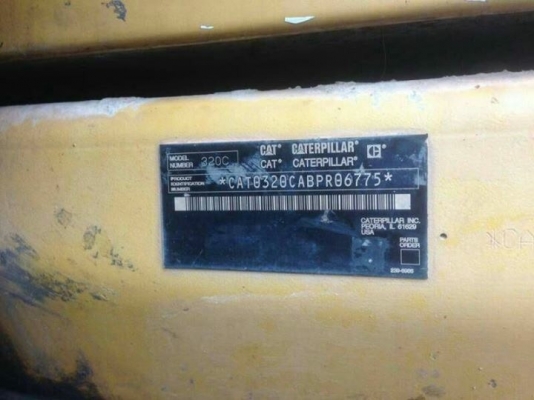 MODEL NUMBER 320C
CAT® CATERPILLAR
CAT® CATERPILLAR
PRODUCT IDENTIFICATION NUMBER
*CAT0320CABPR06775*
CATERPILLAR INC.
PEORIA, IL 61629
USA
PARTS ORDER